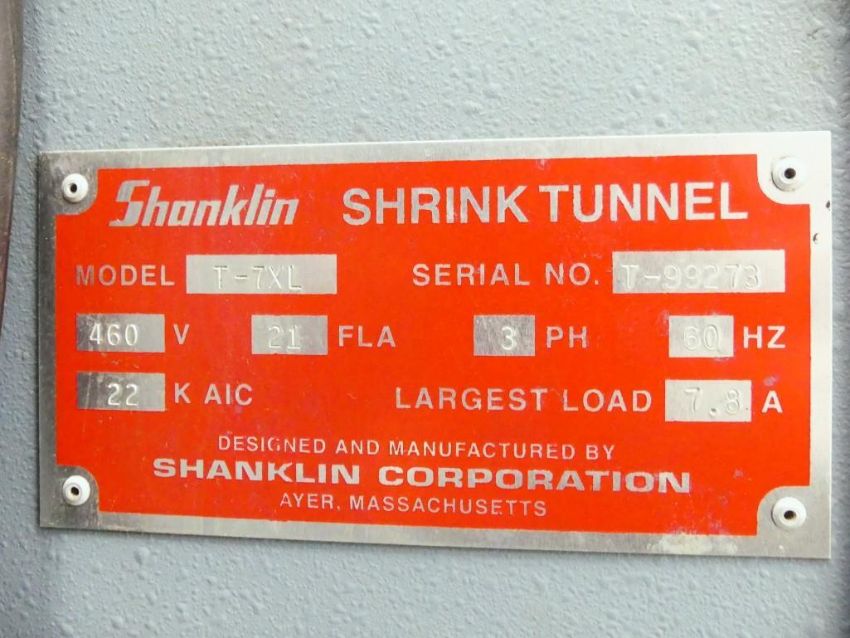 Shanklin SHRINK TUNNEL
MODEL T-7XL SERIAL NO. T-99273
460 V 21 FLA 3 PH 60 HZ
22 K AIC LARGEST LOAD 7.8 A
DESIGNED AND MANUFACTURED BY
SHANKLIN CORPORATION
AYER, MASSACHUSETTS